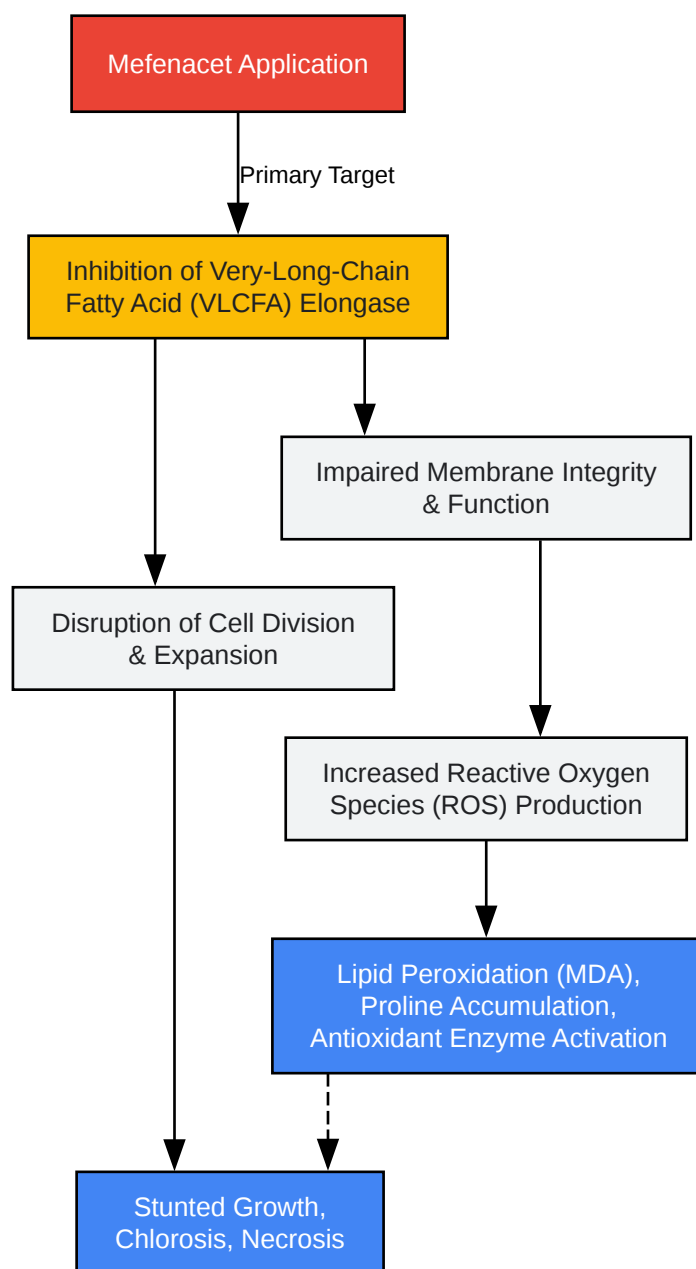 Mefenacet Application
Primary Target
Inhibition of Very-Long-Chain
Fatty Acid (VLCFA) Elongase
Impaired Membrane Integrity
& Function
Disruption of Cell Division
& Expansion
Increased Reactive Oxygen
Species (ROS) Production
Lipid Peroxidation (MDA),
Proline Accumulation,
Antioxidant Enzyme Activation
Stunted Growth,
Chlorosis, Necrosis